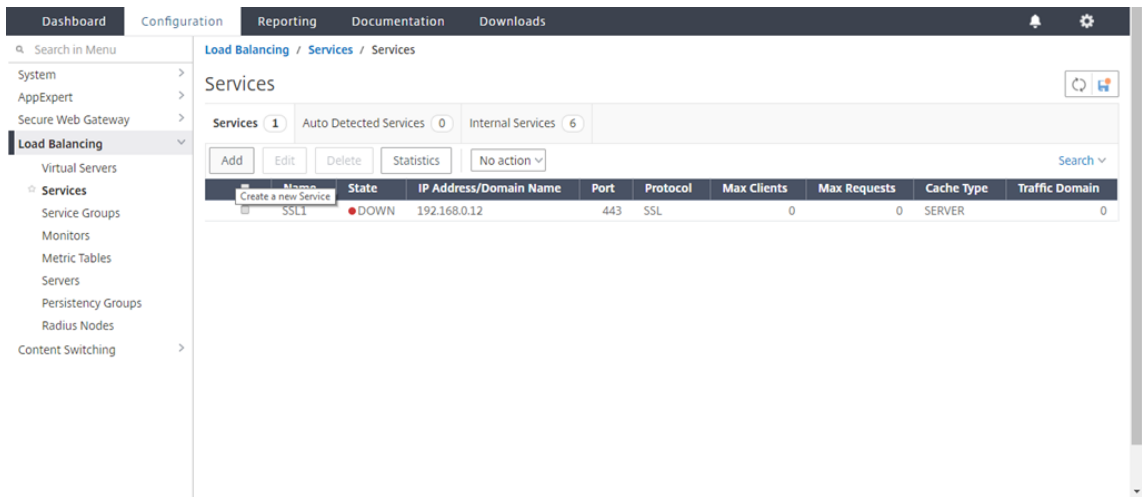 Dashboard Configuration Reporting Documentation Downloads
Search in Menu
Load Balancing / Services / Services
System
AppExpert
Secure Web Gateway
Load Balancing
Virtual Servers
Services
Service Groups
Monitors
Metric Tables
Servers
Persistency Groups
Radius Nodes
Content Switching
Services
Services 1 Auto Detected Services 0 Internal Services 6
Add Edit Delete Statistics No action Search
Name State IP Address/Domain Name Port Protocol Max Clients Max Requests Cache Type Traffic Domain
Create a new Service
SSL1 DOWN 192.168.0.12 443 SSL 0 0 SERVER 0